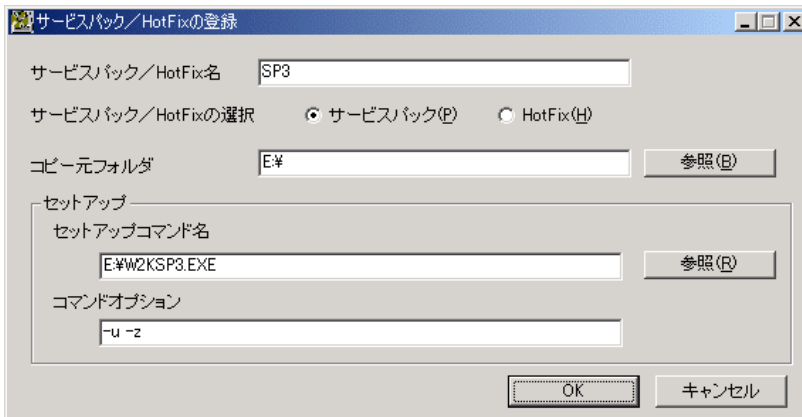 サービスパック／HotFixの登録
サービスパック／HotFix名 SP3
サービスパック／HotFixの選択 サービスパック(P) HotFix(H)
コピー元フォルダ E:¥ 参照(B)
セットアップ
セットアップコマンド名
E:¥W2KSP3.EXE 参照(R)
コマンドオプション
-u -z
OK キャンセル